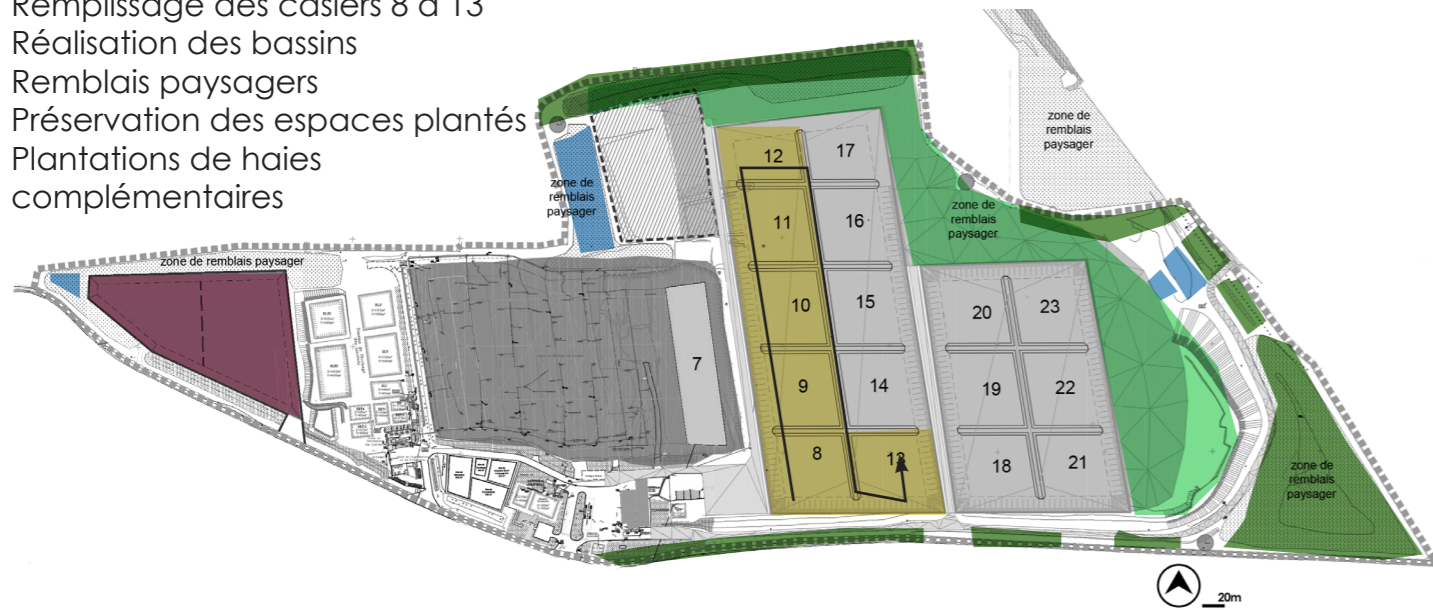 Remplissage des casiers 8 à 13
Réalisation des bassins
Remblais paysagers
Préservation des espaces plantés
Plantations de haies
complémentaires
zone de
remblais
paysager
zone de
remblais
paysager
zone de
remblais
paysager
zone de remblais paysager
zone de
remblais
paysager
12
17
11
16
10
15
20
23
7
9
14
19
22
8
13
18
21
20m